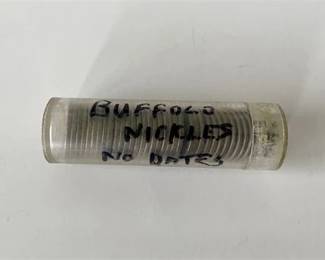 BUFFOLO
NICKLES
NO DATES